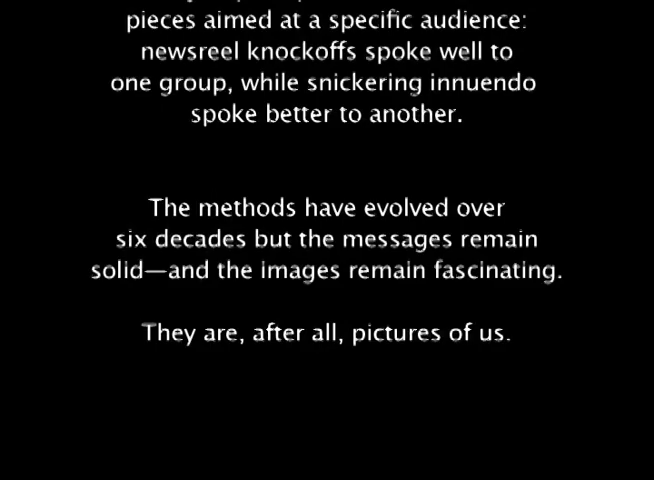 pieces aimed at a specific audience:
newsreel knockoffs spoke well to
one group, while snickering innuendo
spoke better to another.
The methods have evolved over
six decades but the messages remain
solid—and the images remain fascinating.
They are, after all, pictures of us.